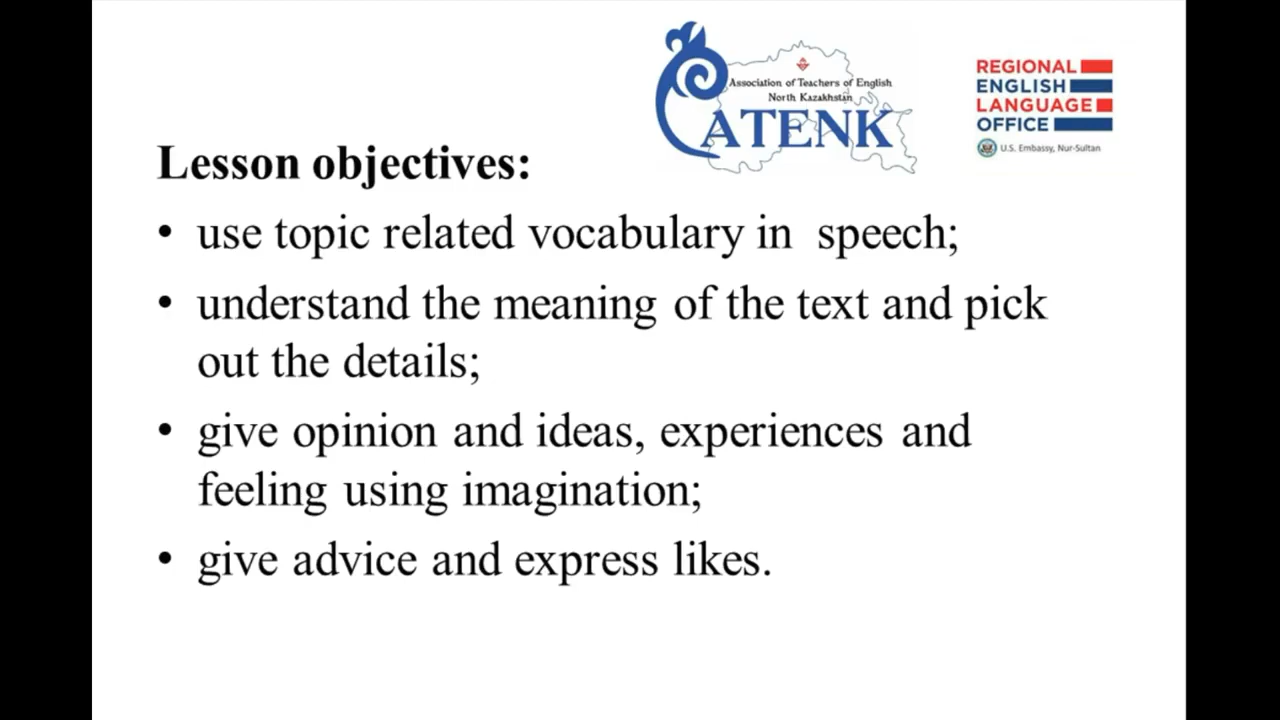 Association of Teachers of English
North Kazakhstan
ATENK
REGIONAL
ENGLISH
LANGUAGE
OFFICE
U.S. Embassy, Nur-Sultan
Lesson objectives:
• use topic related vocabulary in speech;
• understand the meaning of the text and pick
out the details;
• give opinion and ideas, experiences and
feeling using imagination;
• give advice and express likes.